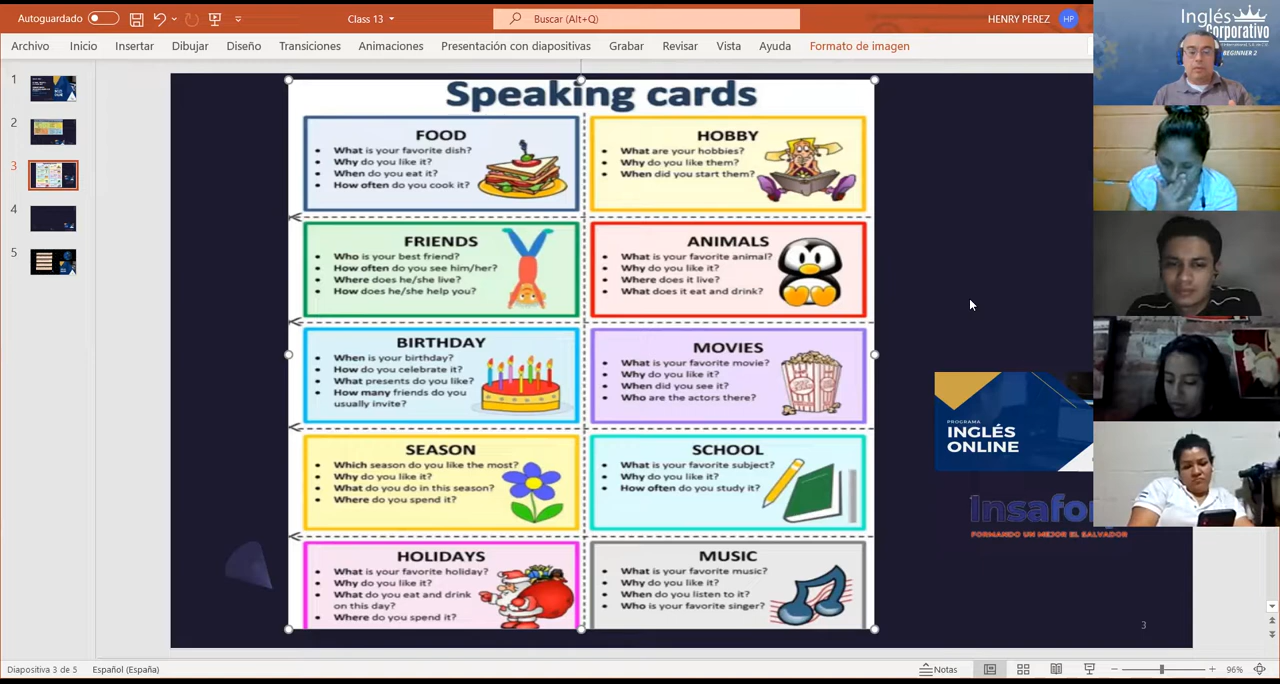 Autoguardado
Class 13
Buscar (Alt+Q)
HENRY PEREZ
HP
Archivo Inicio Insertar Dibujar Diseño Transiciones Animaciones Presentación con diapositivas Grabar Revisar Vista Ayuda Formato de imagen
Inglés
Corporativo
BEGINNER 2
1
2
3
4
5
Speaking cards
FOOD
• What is your favorite dish?
• Why do you like it?
• When do you eat it?
• How often do you cook it?
HOBBY
• What are your hobbies?
• Why do you like them?
• When did you start them?
FRIENDS
• Who is your best friend?
• How often do you see him/her?
• Where does he/she live?
• How does he/she help you?
ANIMALS
• What is your favorite animal?
• Why do you like it?
• Where does it live?
• What does it eat and drink?
BIRTHDAY
• When is your birthday?
• How do you celebrate it?
• What presents do you like?
• How many friends do you
usually invite?
MOVIES
• What is your favorite movie?
• Why do you like it?
• When did you see it?
• Who are the actors there?
SEASON
• Which season do you like the most?
• Why do you like it?
• What do you do in this season?
• Where do you spend it?
SCHOOL
• What is your favorite subject?
• Why do you like it?
• How often do you study it?
HOLIDAYS
• What is your favorite holiday?
• Why do you like it?
• What do you eat and drink
on this day?
• Where do you spend it?
MUSIC
• What is your favorite music?
• Why do you like it?
• When do you listen to it?
• Who is your favorite singer?
PROGRAMA
INGLÉS
ONLINE
Insafo
FORMANDO UN MEJOR EL SALVADOR
3
Diapositiva 3 de 5
Español (España)
Notas
96%